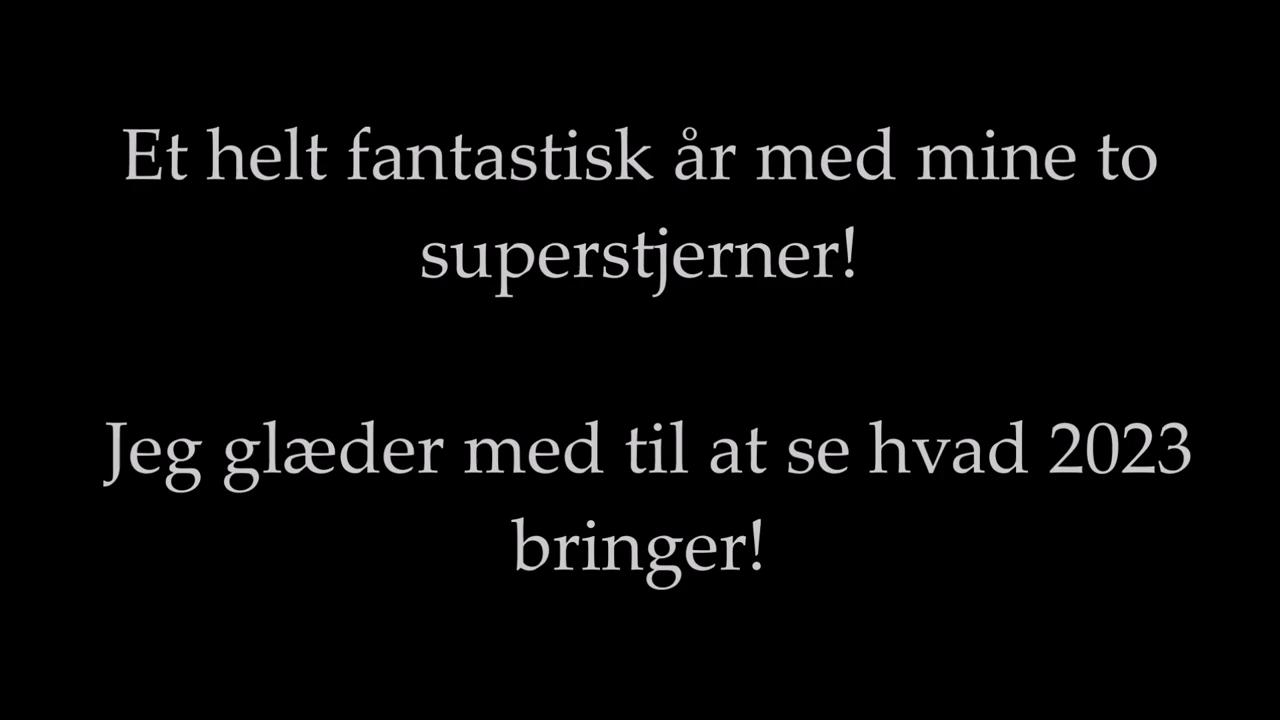 Et helt fantastisk år med mine to
superstjerner!
Jeg glæder med til at se hvad 2023
bringer!